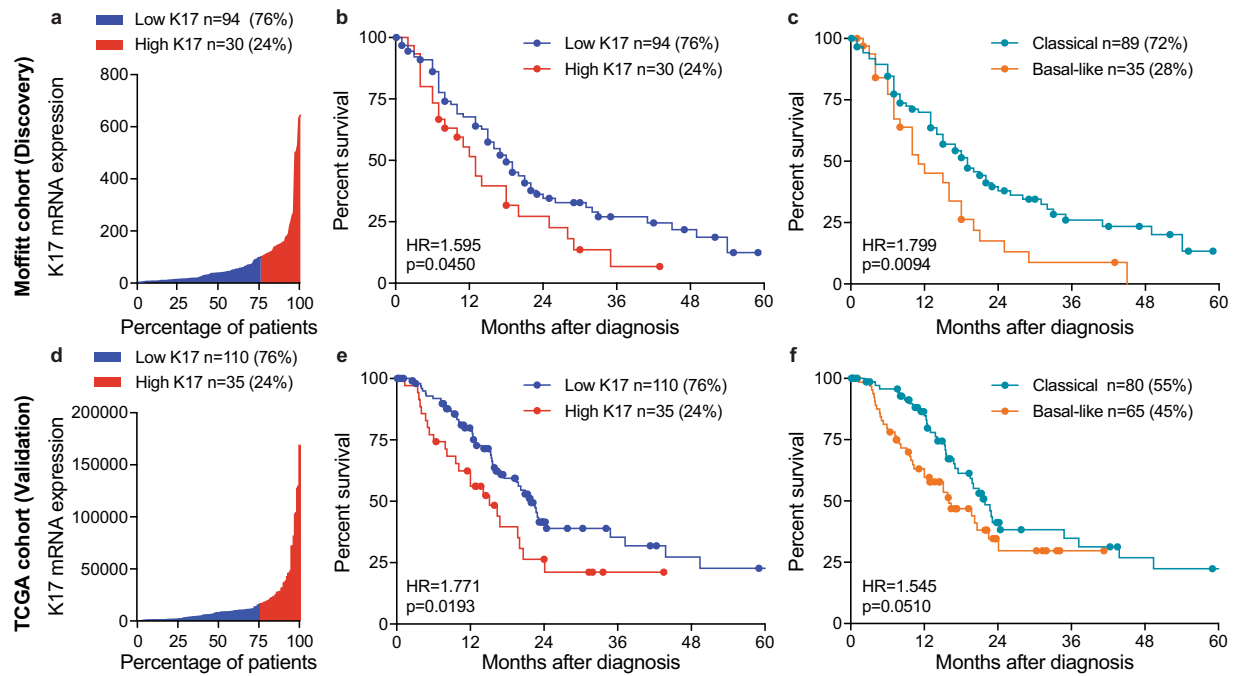 a
Low K17 n=94 (76%)
High K17 n=30 (24%)
Moffitt cohort (Discovery)
K17 mRNA expression
800
600
400
200
0
0 25 50 75 100
Percentage of patients
b
Low K17 n=94 (76%)
High K17 n=30 (24%)
Percent survival
100
75
50
25
0
HR=1.595
p=0.0450
0 12 24 36 48 60
Months after diagnosis
c
Classical n=89 (72%)
Basal-like n=35 (28%)
Percent survival
100
75
50
25
0
HR=1.799
p=0.0094
0 12 24 36 48 60
Months after diagnosis
d
Low K17 n=110 (76%)
High K17 n=35 (24%)
TCGA cohort (Validation)
K17 mRNA expression
200000
150000
100000
50000
0
0 25 50 75 100
Percentage of patients
e
Low K17 n=110 (76%)
High K17 n=35 (24%)
Percent survival
100
75
50
25
0
HR=1.771
p=0.0193
0 12 24 36 48 60
Months after diagnosis
f
Classical n=80 (55%)
Basal-like n=65 (45%)
Percent survival
100
75
50
25
0
HR=1.545
p=0.0510
0 12 24 36 48 60
Months after diagnosis